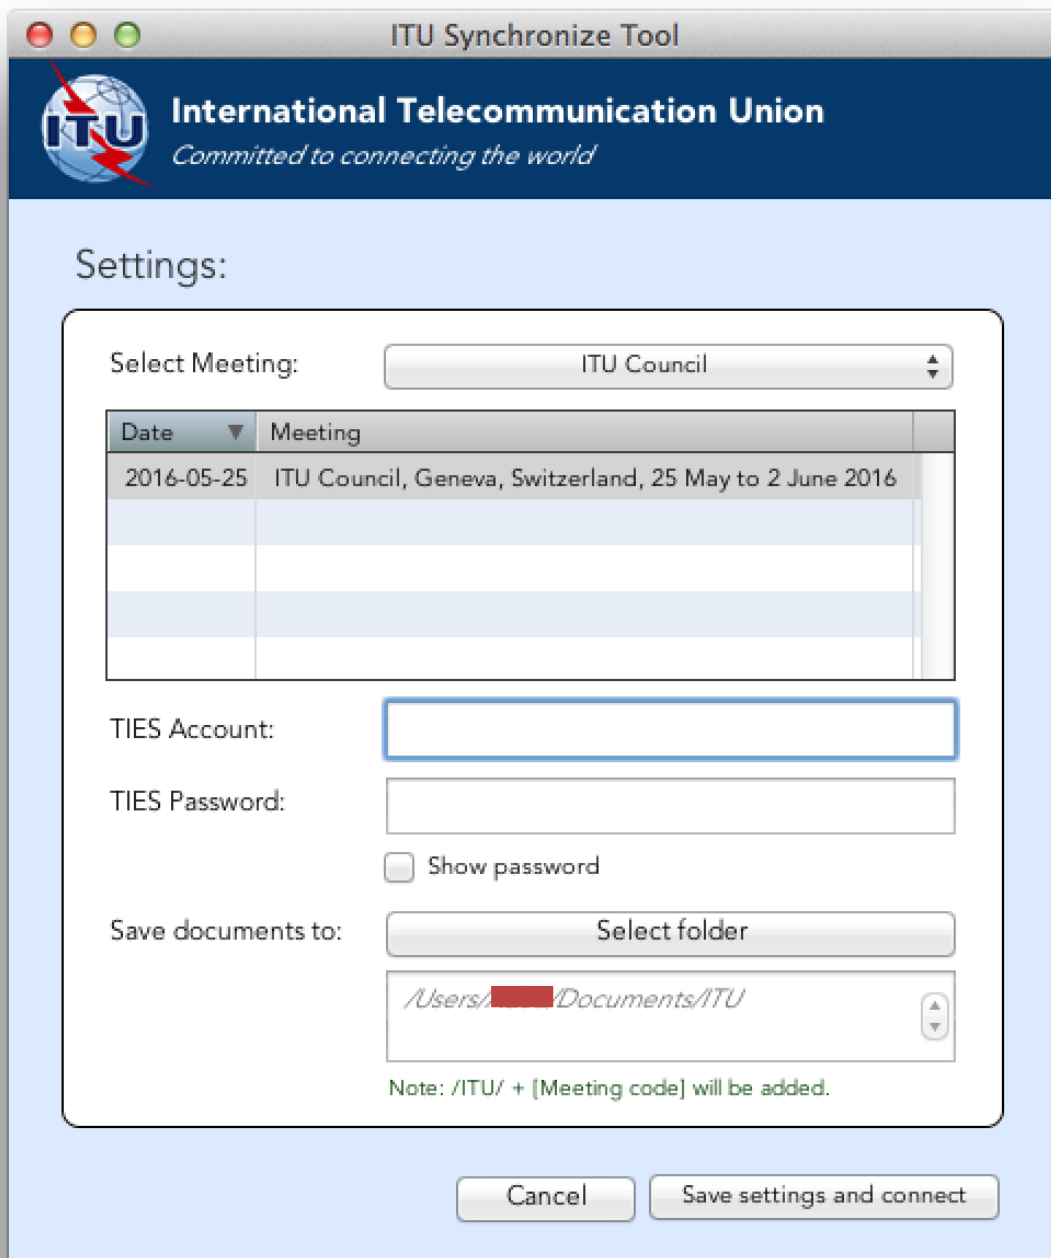 ITU Synchronize Tool
ITU
International Telecommunication Union
Committed to connecting the world
Settings:
Select Meeting: ITU Council
Date Meeting
2016-05-25 ITU Council, Geneva, Switzerland, 25 May to 2 June 2016
TIES Account:
TIES Password:
Show password
Save documents to: Select folder
/Users/ /Documents/ITU
Note: /ITU/ + [Meeting code] will be added.
Cancel Save settings and connect